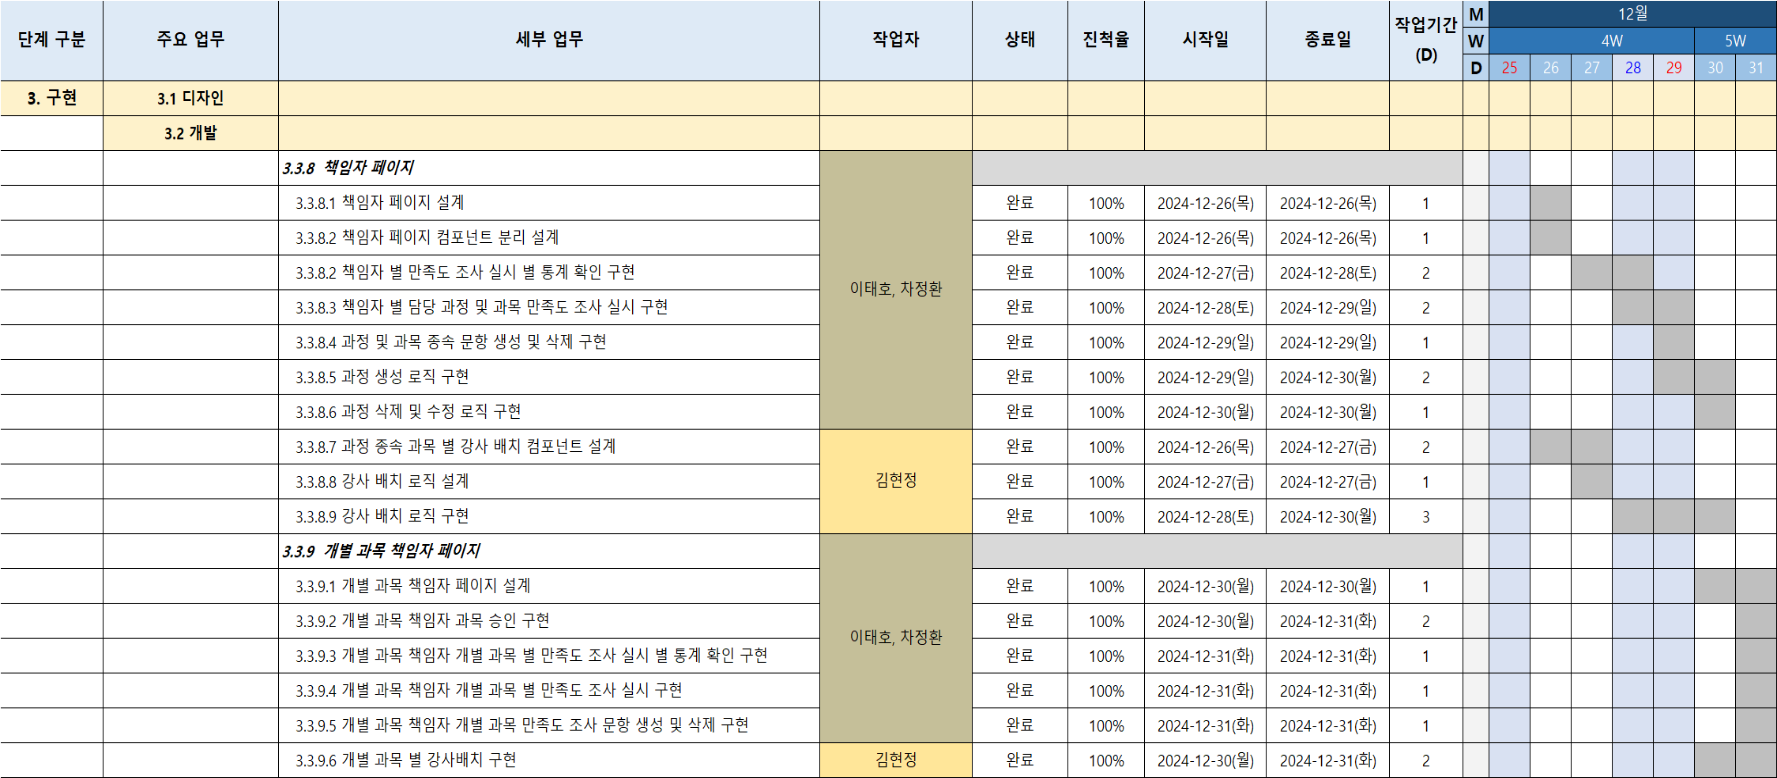 단계 구분 주요 업무 세부 업무 작업자 상태 진척율 시작일 종료일 작업기간 (D) M 12월
W 4W 5W
D 25 26 27 28 29 30 31
3. 구현 3.1 디자인
3.2 개발
3.3.8 책임자 페이지
3.3.8.1 책임자 페이지 설계 완료 100% 2024-12-26(목) 2024-12-26(목) 1
3.3.8.2 책임자 페이지 컴포넌트 분리 설계 완료 100% 2024-12-26(목) 2024-12-26(목) 1
3.3.8.2 책임자 별 만족도 조사 실시 별 통계 확인 구현 완료 100% 2024-12-27(금) 2024-12-28(토) 2
이태호, 차정환
3.3.8.3 책임자 별 담당 과정 및 과목 만족도 조사 실시 구현 완료 100% 2024-12-28(토) 2024-12-29(일) 2
3.3.8.4 과정 및 과목 종속 문항 생성 및 삭제 구현 완료 100% 2024-12-29(일) 2024-12-29(일) 1
3.3.8.5 과정 생성 로직 구현 완료 100% 2024-12-29(일) 2024-12-30(월) 2
3.3.8.6 과정 삭제 및 수정 로직 구현 완료 100% 2024-12-30(월) 2024-12-30(월) 1
3.3.8.7 과정 종속 과목 별 강사 배치 컴포넌트 설계 완료 100% 2024-12-26(목) 2024-12-27(금) 2
3.3.8.8 강사 배치 로직 설계 김현정 완료 100% 2024-12-27(금) 2024-12-27(금) 1
3.3.8.9 강사 배치 로직 구현 완료 100% 2024-12-28(토) 2024-12-30(월) 3
3.3.9 개별 과목 책임자 페이지
3.3.9.1 개별 과목 책임자 페이지 설계 완료 100% 2024-12-30(월) 2024-12-30(월) 1
3.3.9.2 개별 과목 책임자 과목 승인 구현 완료 100% 2024-12-30(월) 2024-12-31(화) 2
이태호, 차정환
3.3.9.3 개별 과목 책임자 개별 과목 별 만족도 조사 실시 별 통계 확인 구현 완료 100% 2024-12-31(화) 2024-12-31(화) 1
3.3.9.4 개별 과목 책임자 개별 과목 별 만족도 조사 실시 구현 완료 100% 2024-12-31(화) 2024-12-31(화) 1
3.3.9.5 개별 과목 책임자 개별 과목 만족도 조사 문항 생성 및 삭제 구현 완료 100% 2024-12-31(화) 2024-12-31(화) 1
3.3.9.6 개별 과목 별 강사배치 구현 김현정 완료 100% 2024-12-30(월) 2024-12-31(화) 2